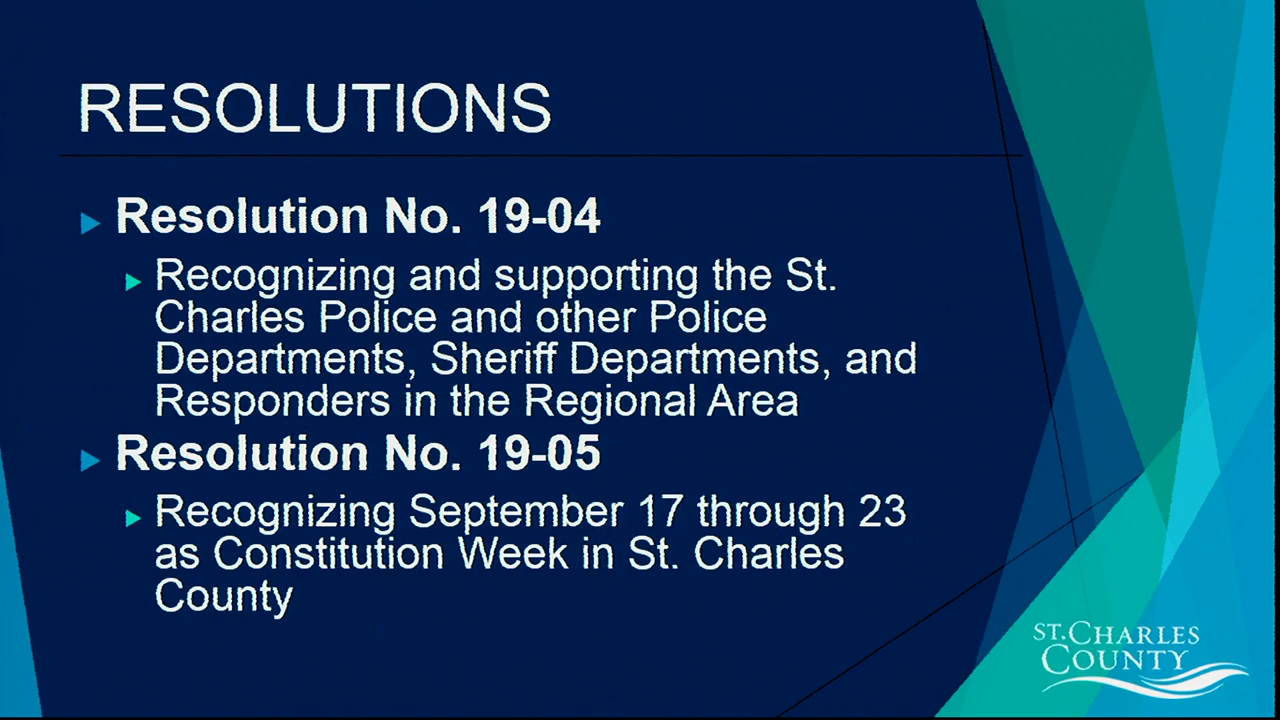 RESOLUTIONS
Resolution No. 19-04
Recognizing and supporting the St.
Charles Police and other Police
Departments, Sheriff Departments, and
Responders in the Regional Area
Resolution No. 19-05
Recognizing September 17 through 23
as Constitution Week in St. Charles
County
ST. CHARLES
COUNTY